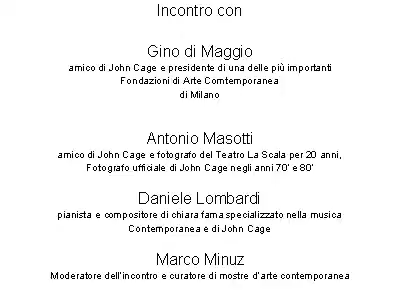 Incontro con
Gino di Maggio
amico di John Cage e presidente di una delle più importanti
Fondazioni di Arte Comtemporanea
di Milano
Antonio Masotti
amico di John Cage e fotografo del Teatro La Scala per 20 anni,
Fotografo ufficiale di John Cage negli anni 70' e 80'
Daniele Lombardi
pianista e compositore di chiara fama specializzato nella musica
Comtemporanea e di John Cage
Marco Minuz
Moderatore dell'incontro e curatore di mostre d'arte comtemporanea